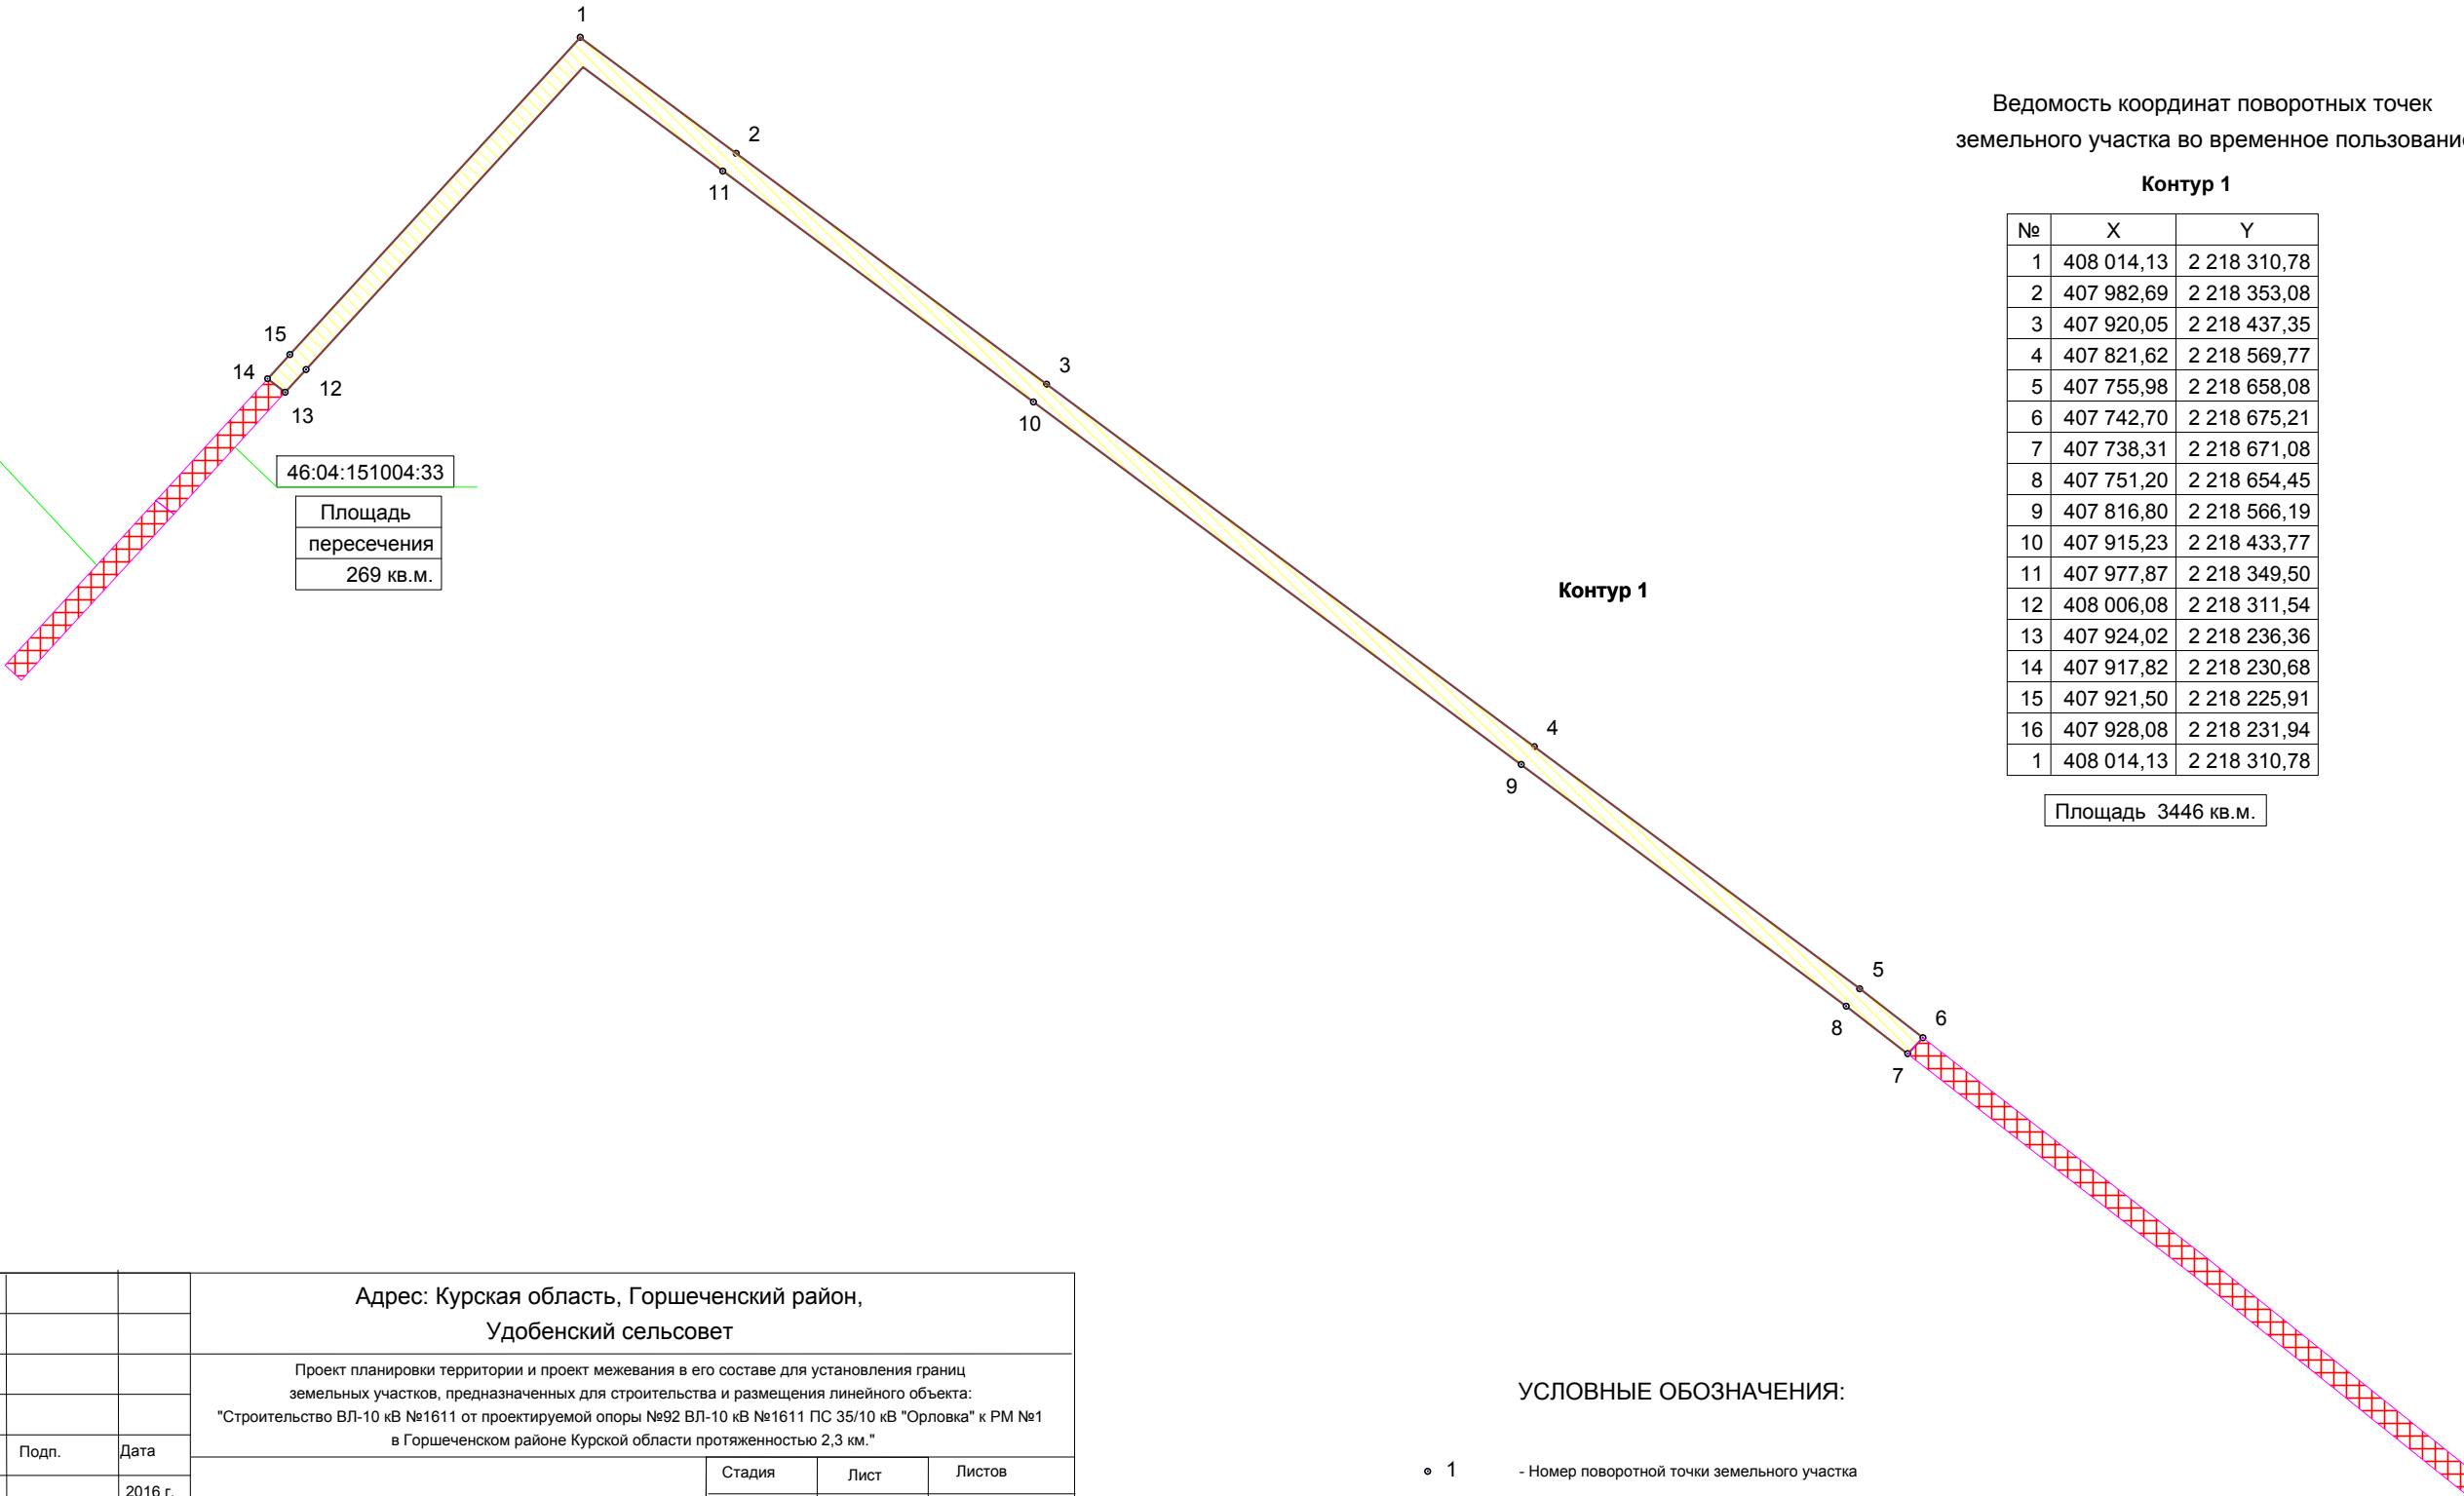 1
2
11
3
10
15
14
12
13
46:04:151004:33
Площадь
пересечения
269 кв.м.
Контур 1
4
9
5
8
6
7
Ведомость координат поворотных точек
земельного участка во временное пользование
Контур 1
№ X Y
1 408 014,13 2 218 310,78
2 407 982,69 2 218 353,08
3 407 920,05 2 218 437,35
4 407 821,62 2 218 569,77
5 407 755,98 2 218 658,08
6 407 742,70 2 218 675,21
7 407 738,31 2 218 671,08
8 407 751,20 2 218 654,45
9 407 816,80 2 218 566,19
10 407 915,23 2 218 433,77
11 407 977,87 2 218 349,50
12 408 006,08 2 218 311,54
13 407 924,02 2 218 236,36
14 407 917,82 2 218 230,68
15 407 921,50 2 218 225,91
16 407 928,08 2 218 231,94
1 408 014,13 2 218 310,78
Площадь 3446 кв.м.
Адрес: Курская область, Горшеченский район,
Удобенский сельсовет
Проект планировки территории и проект межевания в его составе для установления границ
земельных участков, предназначенных для строительства и размещения линейного объекта:
"Строительство ВЛ-10 кВ №1611 от проектируемой опоры №92 ВЛ-10 кВ №1611 ПС 35/10 кВ "Орловка" к РМ №1
в Горшеченском районе Курской области протяженностью 2,3 км."
Подп. Дата
Стадия Лист Листов
2016 г.
УСЛОВНЫЕ ОБОЗНАЧЕНИЯ:
1 - Номер поворотной точки земельного участка